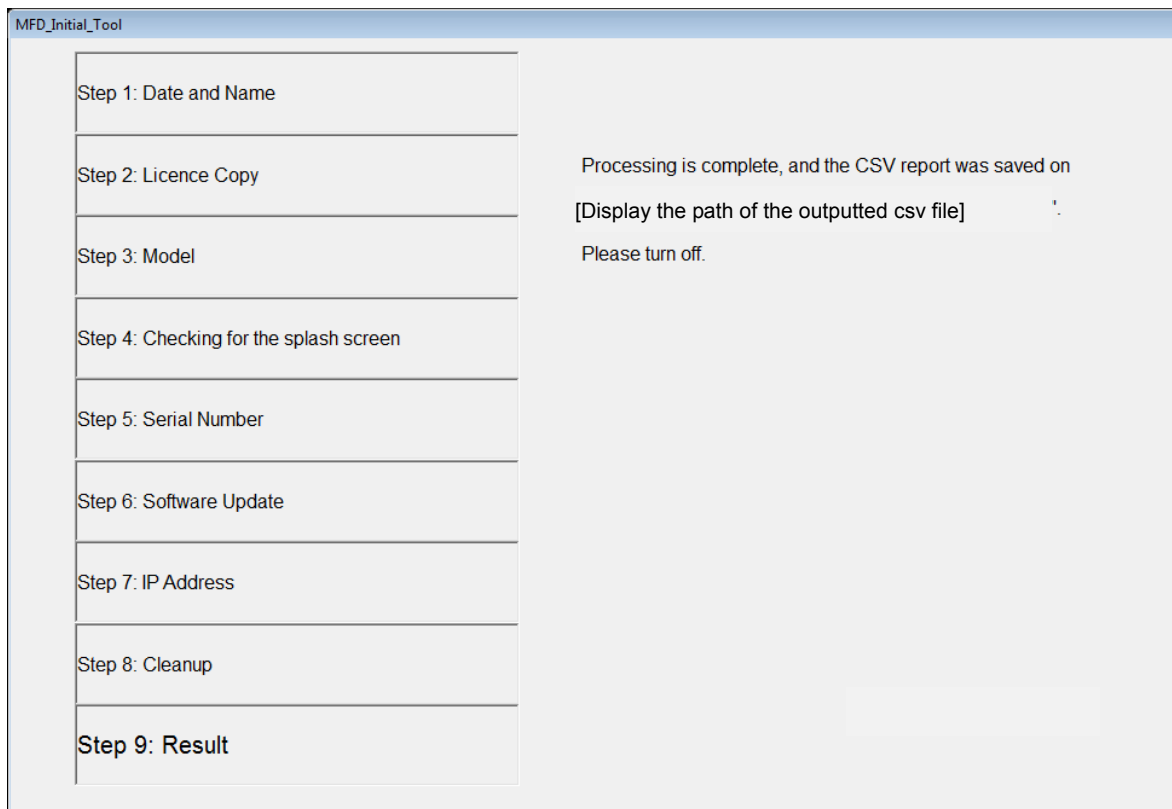 MFD_Initial_Tool
Step 1: Date and Name
Step 2: Licence Copy
Step 3: Model
Step 4: Checking for the splash screen
Step 5: Serial Number
Step 6: Software Update
Step 7: IP Address
Step 8: Cleanup
Step 9: Result
Processing is complete, and the CSV report was saved on
[Display the path of the outputted csv file] ".
Please turn off.